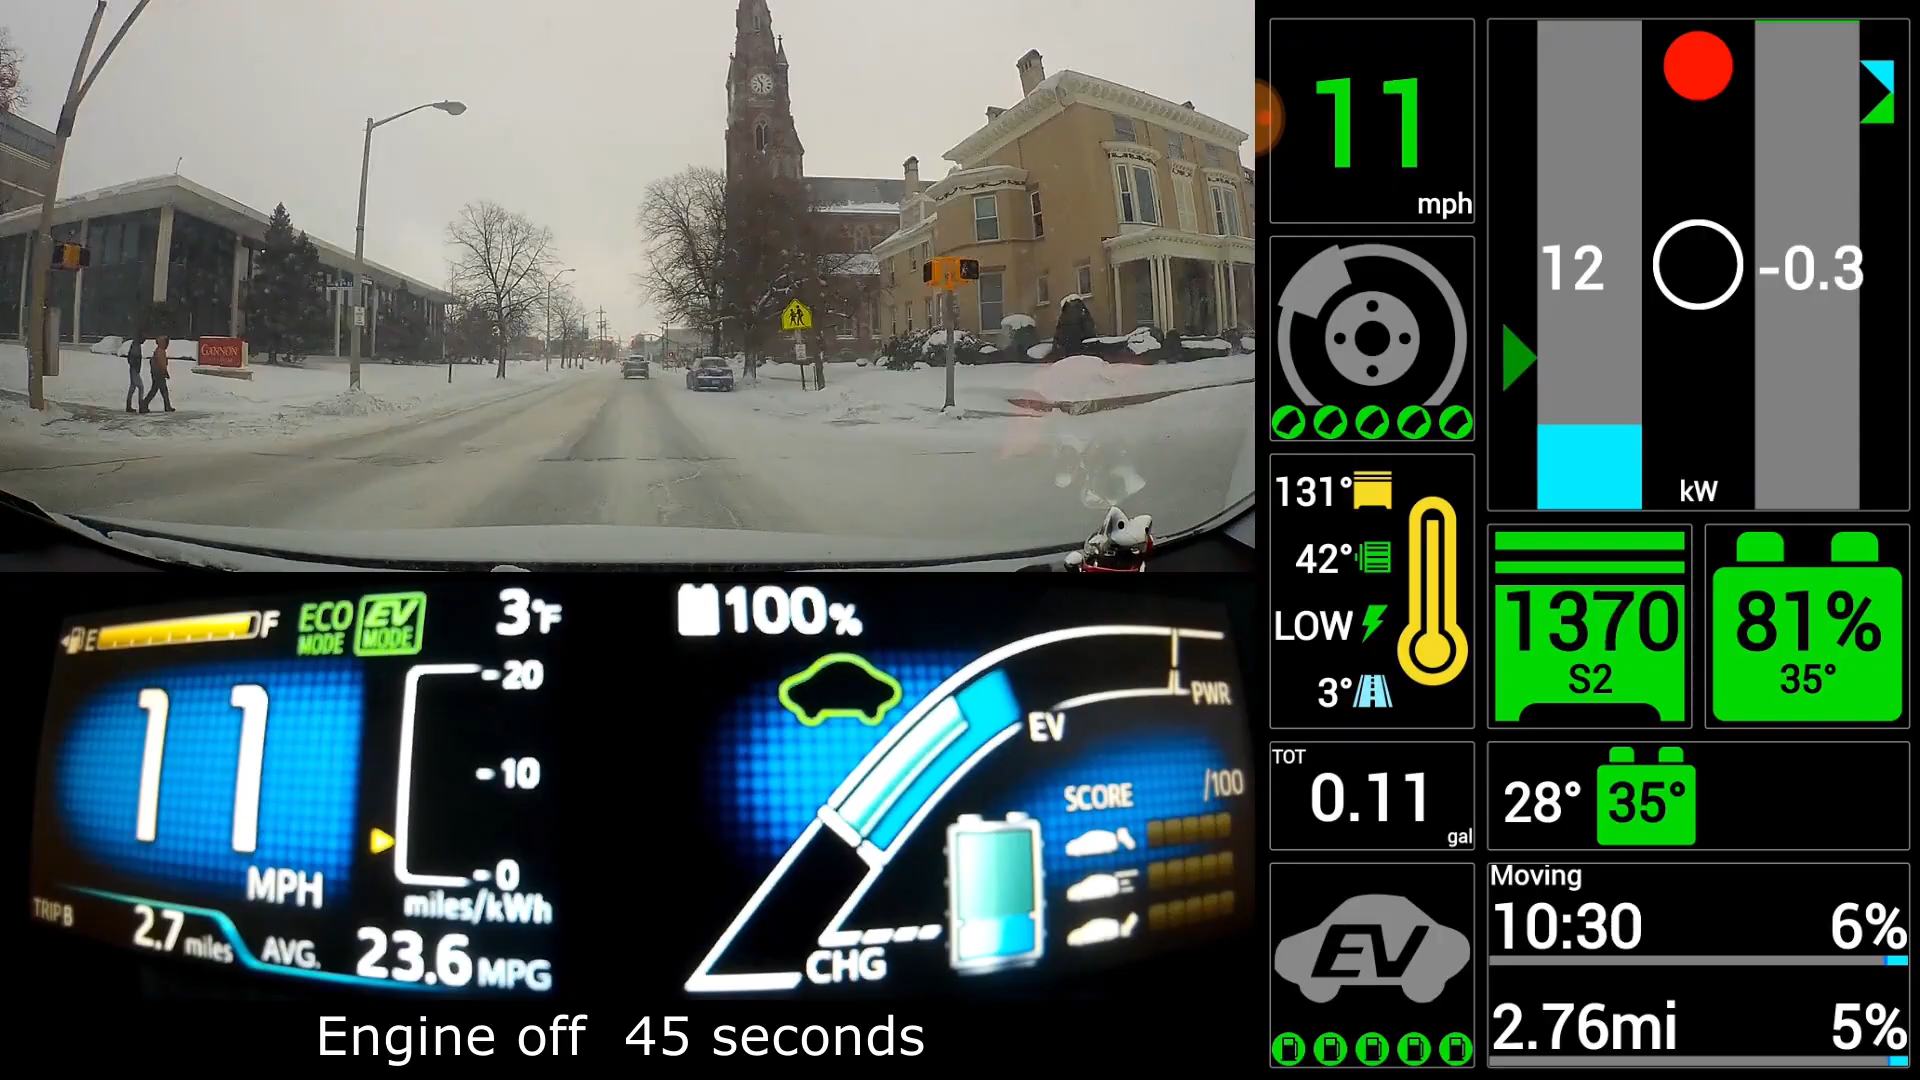 GANNON
E F
ECO
MODE
EV
MODE
3°F
100%
11
MPH
20
10
0
miles/kWh
TRIP B
2.7 miles
AVG.
23.6 MPG
PWR
EV
CHG
SCORE /100
Engine off 45 seconds
11
mph
12
-0.3
kW
131°
42°
LOW
3°
1370
S2
81%
35°
TOT
0.11
gal
28°
35°
EV
Moving
10:30 6%
2.76mi 5%